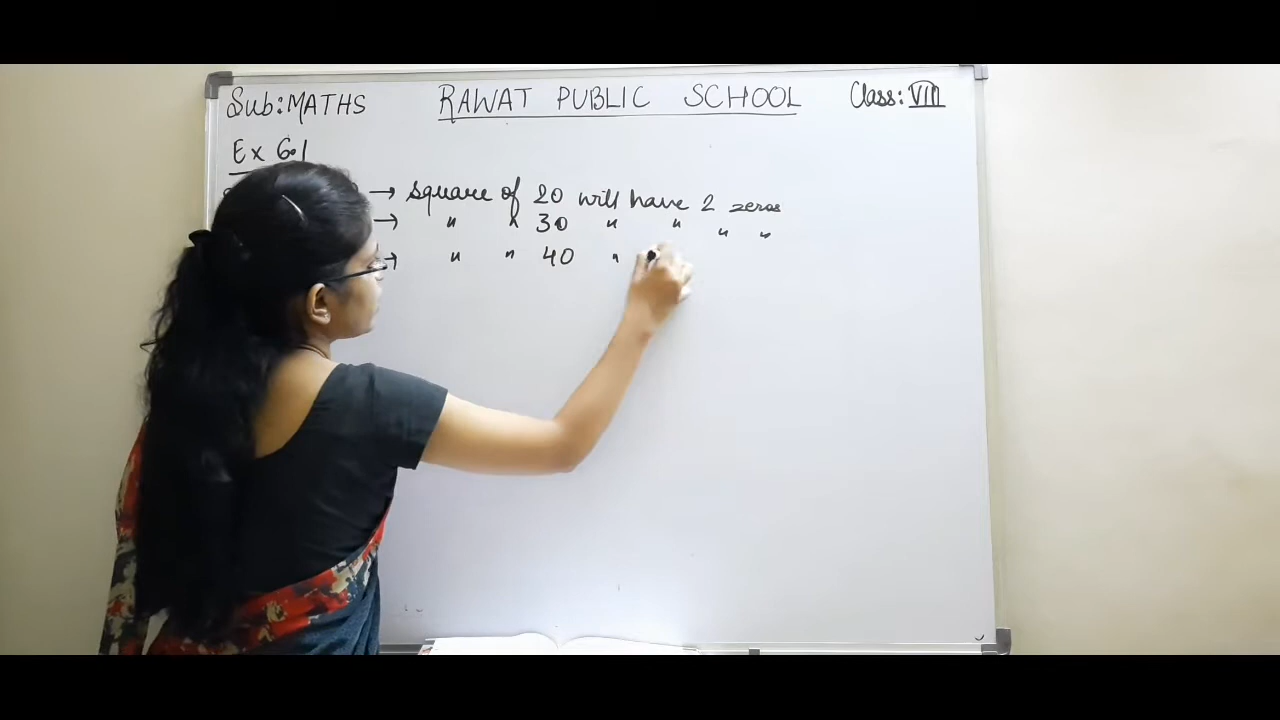 Sub: MATHS RAWAT PUBLIC SCHOOL Class: VIII
Ex 6.1
→ square of 20 will have 2 zeros
→ " " 30 " " " "
→ " " 40 "